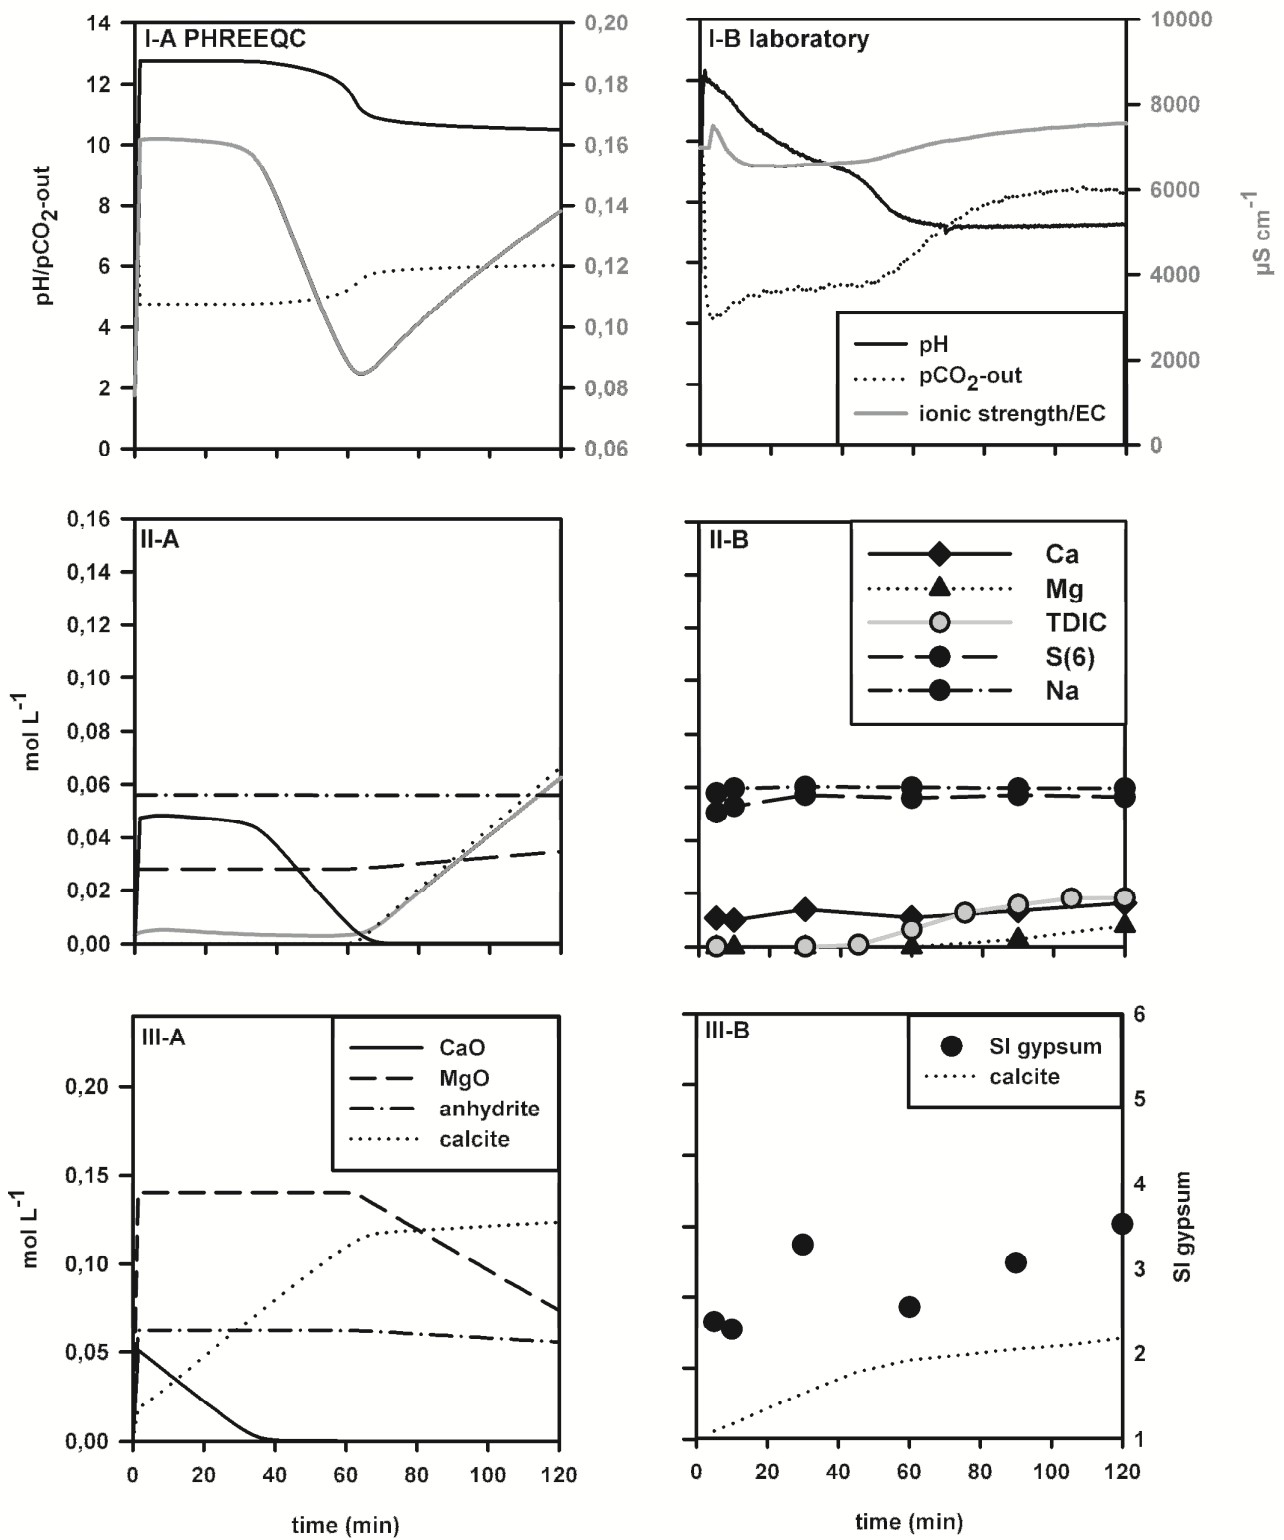 I-A PHREEQC
14
12
10
8
6
4
2
0
pH/pCO2-out
0,20
0,18
0,16
0,14
0,12
0,10
0,08
0,06
I-B laboratory
pH
pCO2-out
ionic strength/EC
10000
8000
6000
4000
2000
0
µS cm-1
II-A
0,16
0,14
0,12
0,10
0,08
0,06
0,04
0,02
0,00
mol L-1
II-B
Ca
Mg
TDIC
S(6)
Na
III-A
CaO
MgO
anhydrite
calcite
0,20
0,15
0,10
0,05
0,00
mol L-1
0 20 40 60 80 100 120
time (min)
III-B
SI gypsum
calcite
6
5
4
3
2
1
SI gypsum
0 20 40 60 80 100 120
time (min)